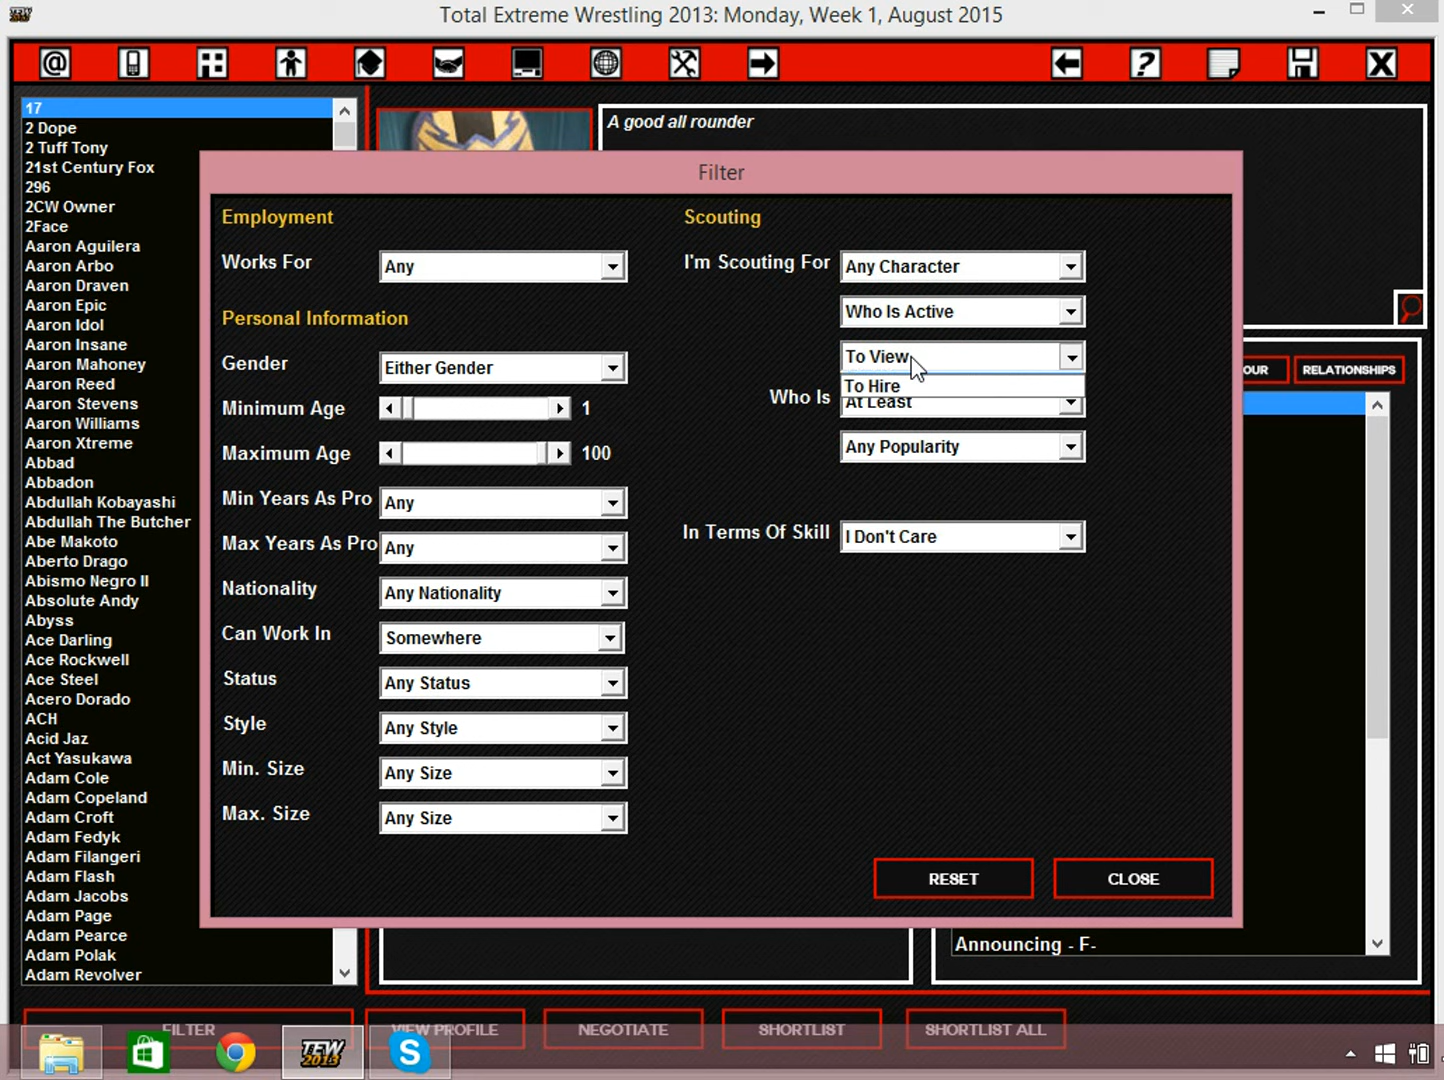 Total Extreme Wrestling 2013: Monday, Week 1, August 2015
17
2 Dope
2 Tuff Tony
21st Century Fox
296
2CW Owner
2Face
Aaron Aguilera
Aaron Arbo
Aaron Draven
Aaron Epic
Aaron Idol
Aaron Insane
Aaron Mahoney
Aaron Reed
Aaron Stevens
Aaron Williams
Aaron Xtreme
Abbad
Abbadon
Abdullah Kobayashi
Abdullah The Butcher
Abe Makoto
Aberto Drago
Abismo Negro II
Absolute Andy
Abyss
Ace Darling
Ace Rockwell
Ace Steel
Acero Dorado
ACH
Acid Jaz
Act Yasukawa
Adam Cole
Adam Copeland
Adam Croft
Adam Fedyk
Adam Filangeri
Adam Flash
Adam Jacobs
Adam Page
Adam Pearce
Adam Polak
Adam Revolver
A good all rounder
Filter
Employment
Works For Any
Personal Information
Gender Either Gender
Minimum Age 1
Maximum Age 100
Min Years As Pro Any
Max Years As Pro Any
Nationality Any Nationality
Can Work In Somewhere
Status Any Status
Style Any Style
Min. Size Any Size
Max. Size Any Size
Scouting
I'm Scouting For Any Character
Who Is Active
To View
To Hire
Who Is At Least
Any Popularity
In Terms Of Skill I Don't Care
RESET CLOSE
OUR RELATIONSHIPS
Announcing - F-
FILTER VIEW PROFILE NEGOTIATE SHORTLIST SHORTLIST ALL
TEW 2013